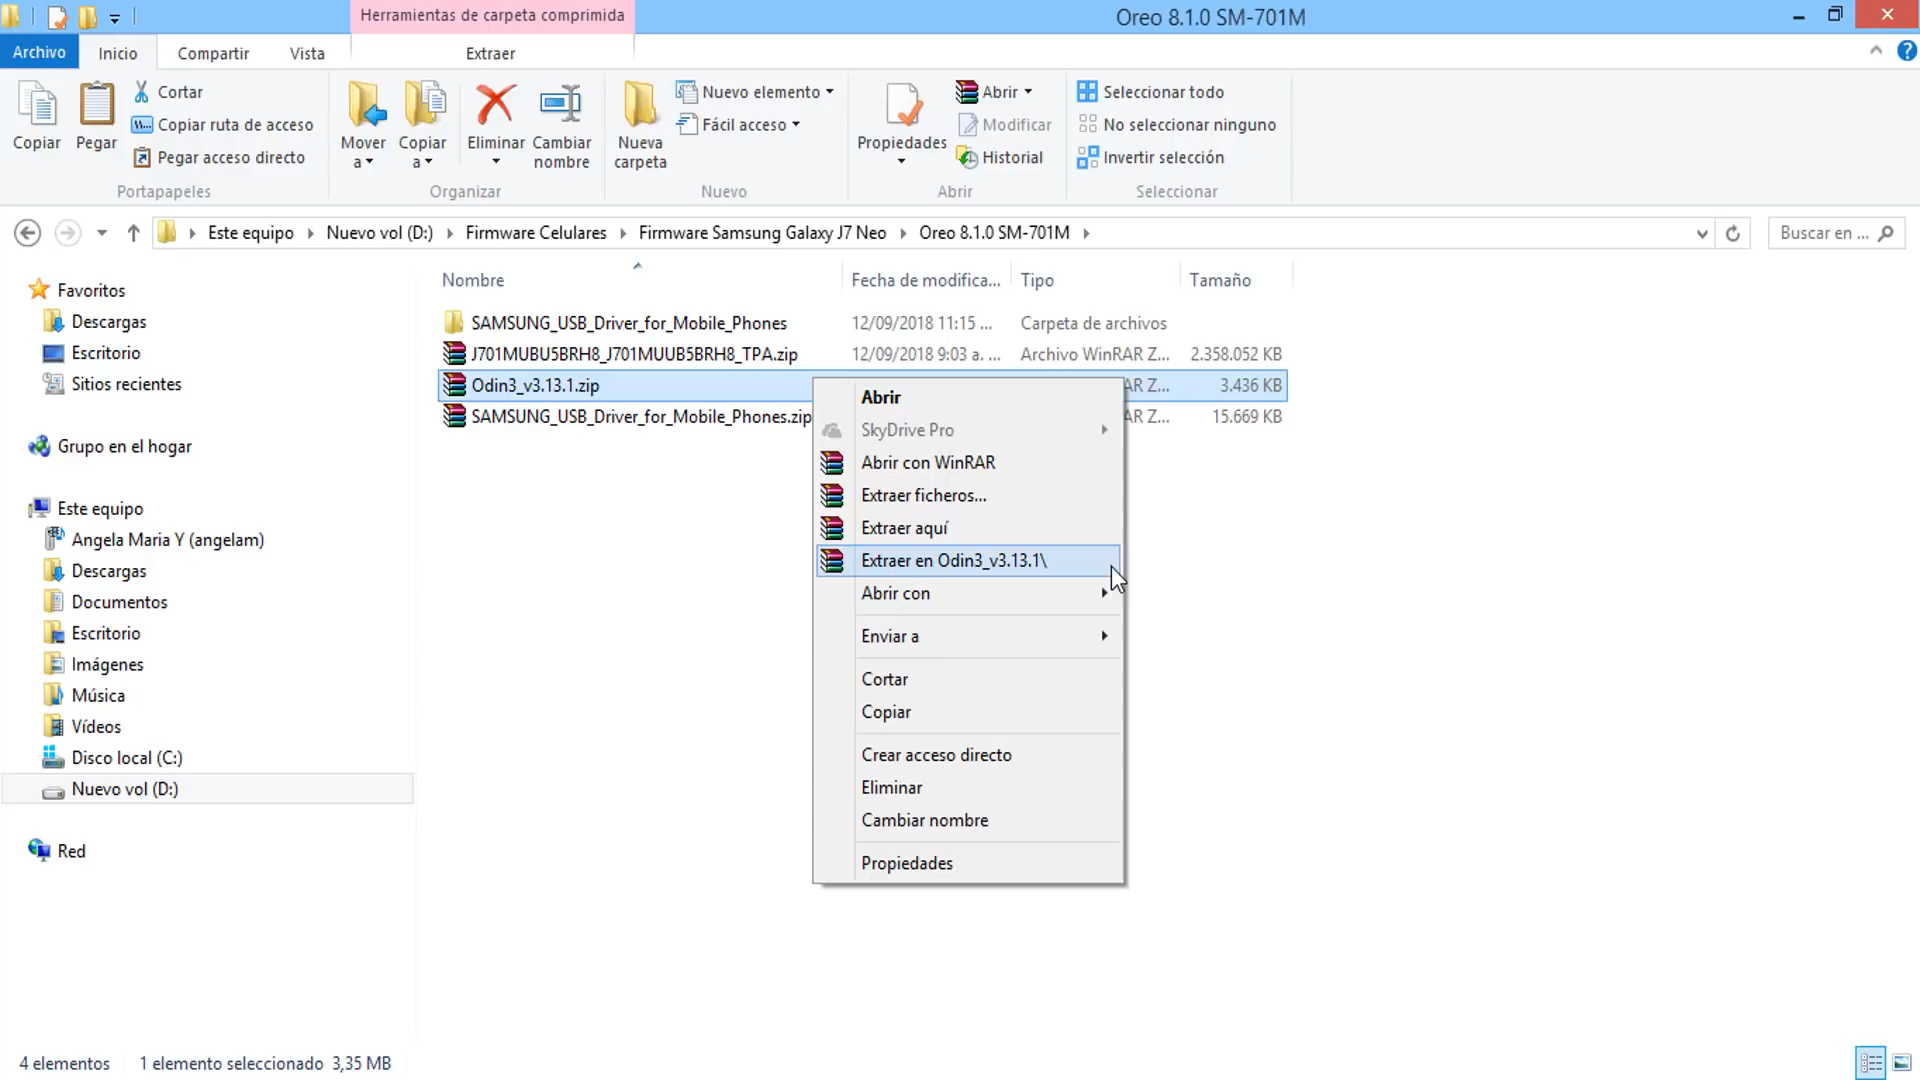 Herramientas de carpeta comprimida
Oreo 8.1.0 SM-701M
Archivo
Inicio
Compartir
Vista
Extraer
Copiar
Pegar
Cortar
Copiar ruta de acceso
Pegar acceso directo
Portapapeles
Mover
a
Copiar
a
Eliminar
Cambiar
nombre
Organizar
Nueva
carpeta
Nuevo elemento
Fácil acceso
Nuevo
Propiedades
Abrir
Modificar
Historial
Abrir
Seleccionar todo
No seleccionar ninguno
Invertir selección
Seleccionar
Este equipo
Nuevo vol (D:)
Firmware Celulares
Firmware Samsung Galaxy J7 Neo
Oreo 8.1.0 SM-701M
Buscar en ...
Favoritos
Descargas
Escritorio
Sitios recientes
Grupo en el hogar
Este equipo
Angela Maria Y (angelam)
Descargas
Documentos
Escritorio
Imágenes
Música
Vídeos
Disco local (C:)
Nuevo vol (D:)
Red
Nombre
Fecha de modifica...
Tipo
Tamaño
SAMSUNG_USB_Driver_for_Mobile_Phones
12/09/2018 11:15 ...
Carpeta de archivos
J701MUBU5BRH8_J701MUUB5BRH8_TPA.zip
12/09/2018 9:03 a. ...
Archivo WinRAR Z...
2.358.052 KB
Odin3_v3.13.1.zip
AR Z...
3.436 KB
SAMSUNG_USB_Driver_for_Mobile_Phones.zip
AR Z...
15.669 KB
Abrir
SkyDrive Pro
Abrir con WinRAR
Extraer ficheros...
Extraer aquí
Extraer en Odin3_v3.13.1\
Abrir con
Enviar a
Cortar
Copiar
Crear acceso directo
Eliminar
Cambiar nombre
Propiedades
4 elementos
1 elemento seleccionado 3,35 MB